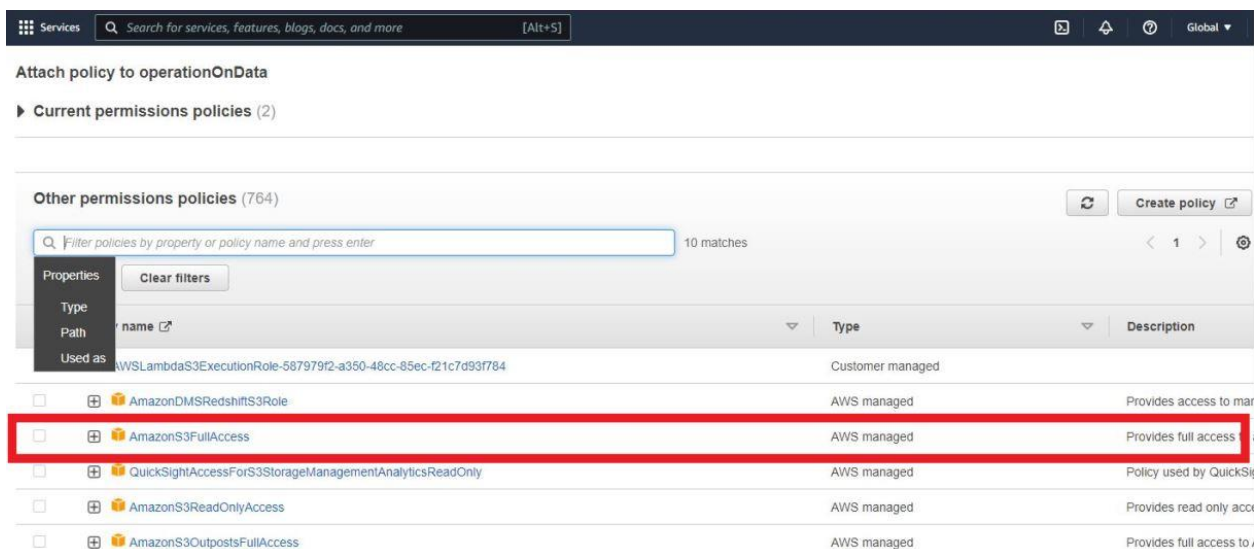 Services Search for services, features, blogs, docs, and more [Alt+S] Global
Attach policy to operationOnData
Current permissions policies (2)
Other permissions policies (764) Create policy
Filter policies by property or policy name and press enter 10 matches 1
Properties Clear filters
Type
Path
Used as
name Type Description
AWSLambdaS3ExecutionRole-587979f2-a350-48cc-85ec-f21c7d93f784 Customer managed
AmazonDMSRedshiftS3Role AWS managed Provides access to
AmazonS3FullAccess AWS managed Provides full access
QuickSightAccessForS3StorageManagementAnalyticsReadOnly AWS managed Policy used by
AmazonS3ReadOnlyAccess AWS managed Provides read only
AmazonS3OutpostsFullAccess AWS managed Provides full access to